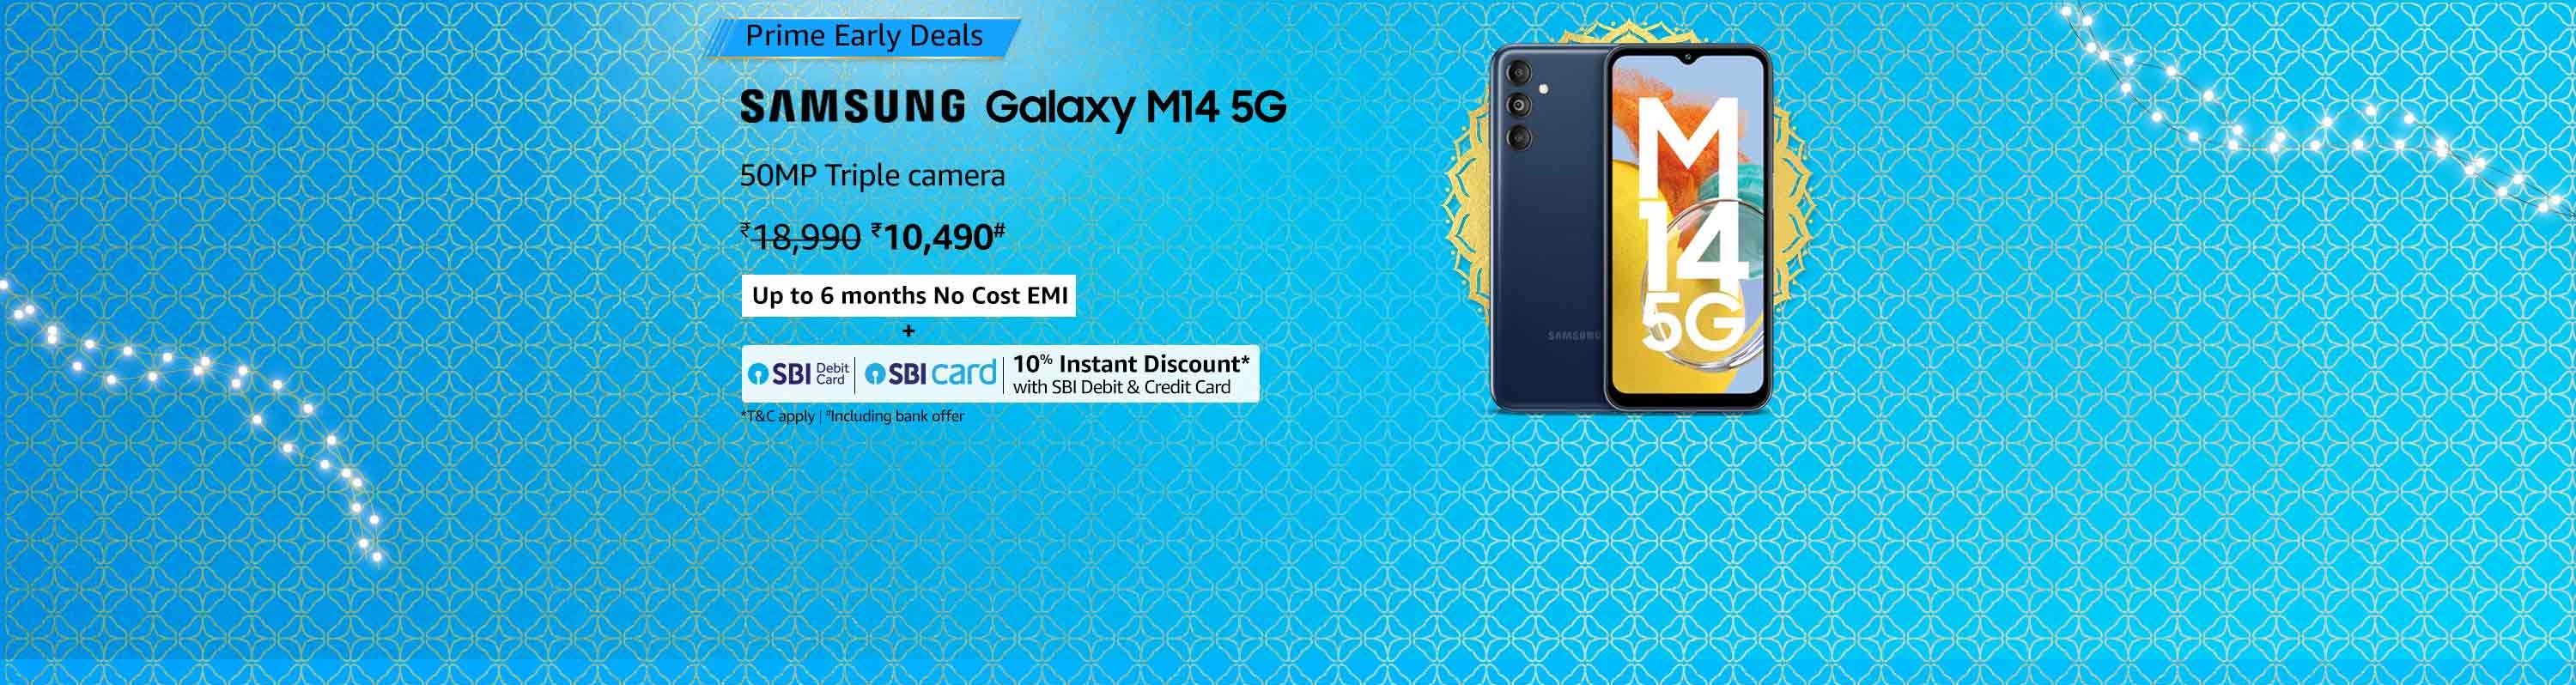 Prime Early Deals
SAMSUNG Galaxy M14 5G
50MP Triple camera
₹18,990 ₹10,490#
Up to 6 months No Cost EMI
+
SBI Debit Card | SBI card | 10% Instant Discount*
with SBI Debit & Credit Card
*T&C apply | #Including bank offer
SAMSUNG
M
14
5G